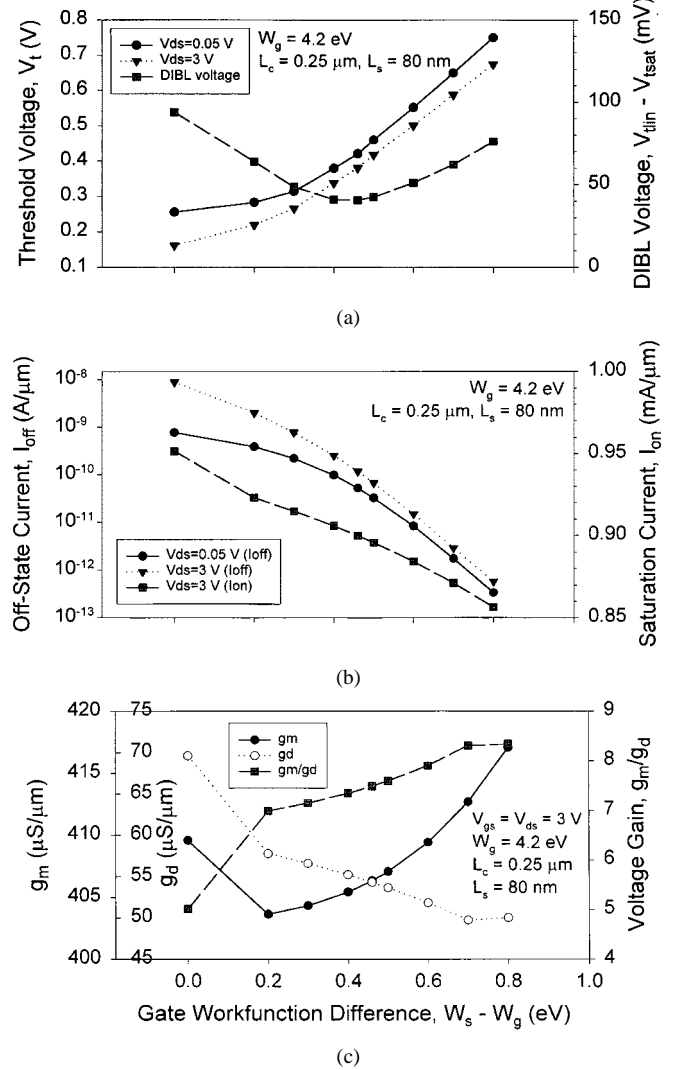 Threshold Voltage, Vt (V)
0.8
0.7
0.6
0.5
0.4
0.3
0.2
0.1
Vds=0.05 V
Vds=3 V
DIBL voltage
Wg = 4.2 eV
Lc = 0.25 μm, Ls = 80 nm
150
100
50
0
DIBL Voltage, Vtlin - Vtsat (mV)
(a)
Off-State Current, Ioff (A/μm)
10-8
10-9
10-10
10-11
10-12
10-13
Wg = 4.2 eV
Lc = 0.25 μm, Ls = 80 nm
Vds=0.05 V (Ioff)
Vds=3 V (Ioff)
Vds=3 V (Ion)
1.00
0.95
0.90
0.85
Saturation Current, Ion (mA/μm)
(b)
gm (μS/μm)
420
415
410
405
400
gd (μS/μm)
75
70
65
60
55
50
45
gm
gd
gm/gd
Vgs = Vds = 3 V
Wg = 4.2 eV
Lc = 0.25 μm
Ls = 80 nm
9
8
7
6
5
4
Voltage Gain, gm/gd
0.0 0.2 0.4 0.6 0.8 1.0
Gate Workfunction Difference, Ws - Wg (eV)
(c)